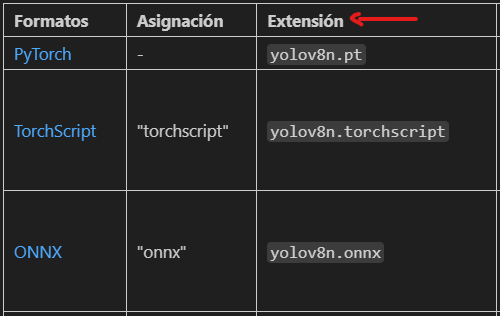 Formatos Asignación Extensión
PyTorch - yolov8n.pt
TorchScript "torchscript" yolov8n.torchscript
ONNX "onnx" yolov8n.onnx